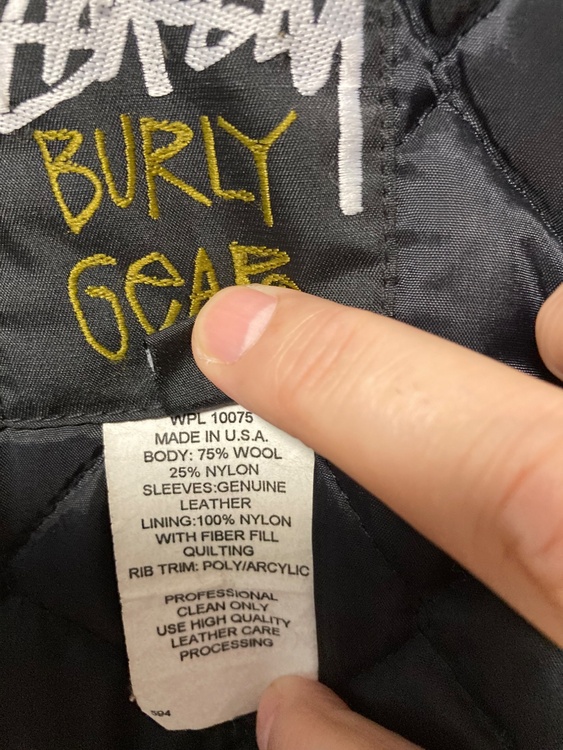 BURLY
GEAR
WPL 10075
MADE IN U.S.A.
BODY: 75% WOOL
25% NYLON
SLEEVES:GENUINE
LEATHER
LINING:100% NYLON
WITH FIBER FILL
QUILTING
RIB TRIM: POLY/ARCYLIC
PROFESSIONAL
CLEAN ONLY
USE HIGH QUALITY
LEATHER CARE
PROCESSING